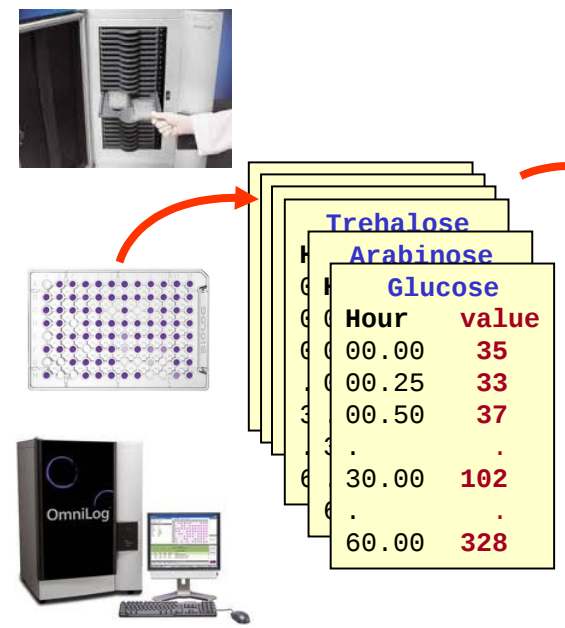 Trehalose
Arabinose
Glucose
Hour value
00.00 35
00.25 33
00.50 37
. .
30.00 102
. .
60.00 328
BIOLOG
OmniLog